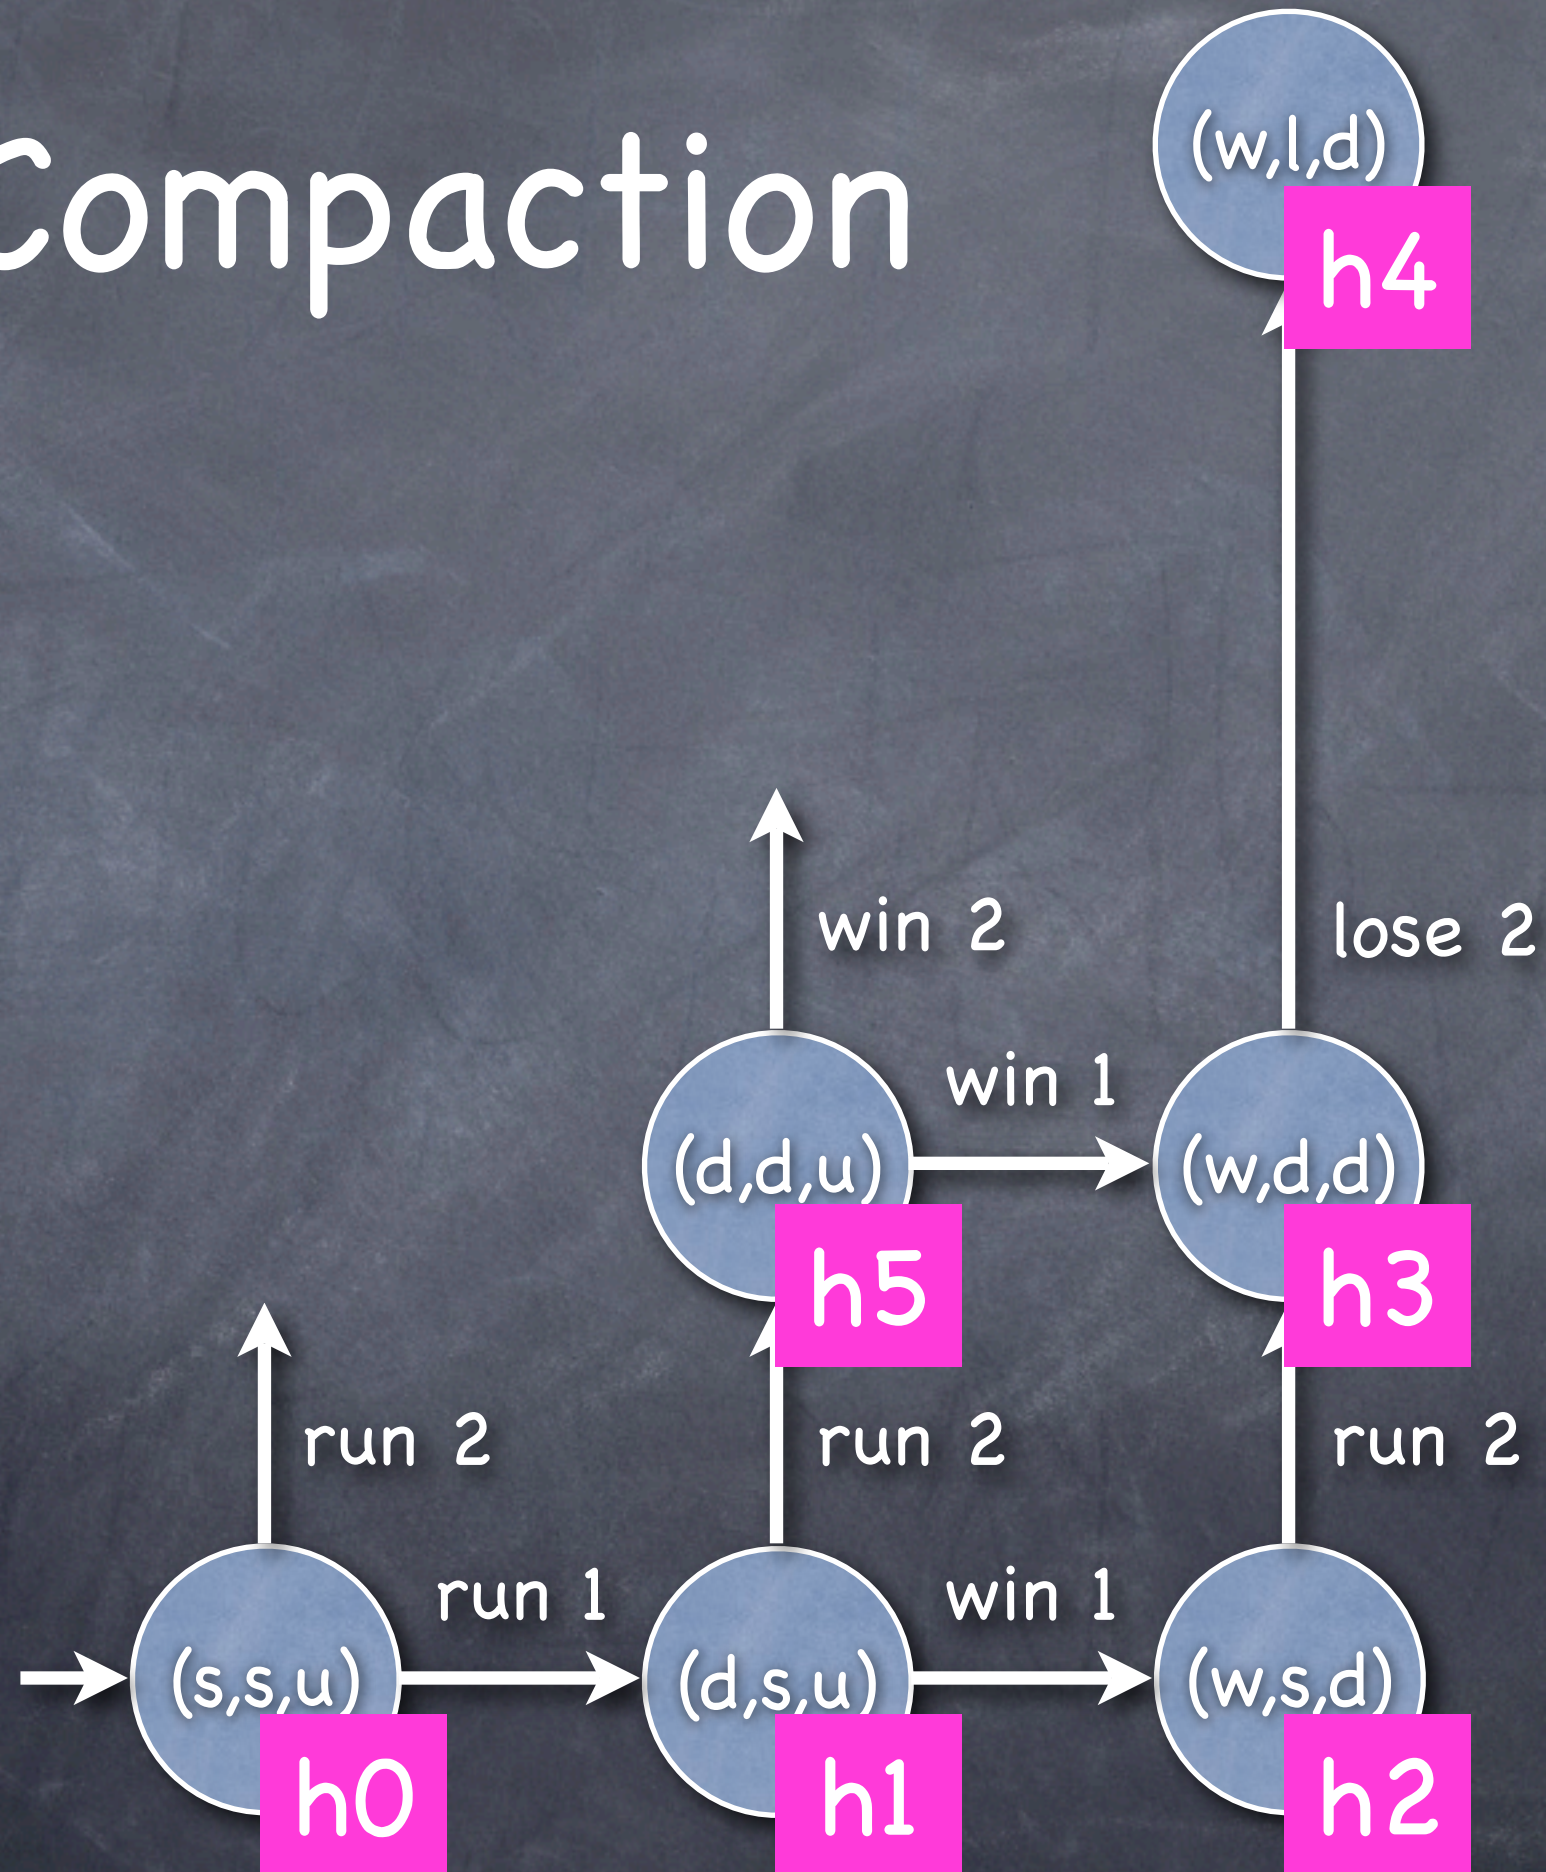 Compaction
(w,l,d)
h4
win 2
lose 2
win 1
(d,d,u)
(w,d,d)
h5
h3
run 2
run 2
run 2
run 1
win 1
(s,s,u)
(d,s,u)
(w,s,d)
h0
h1
h2